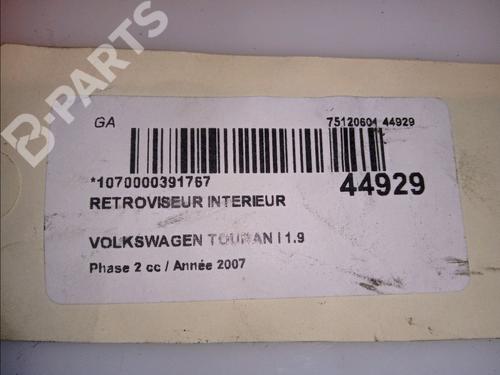 B-PARTS
GA
75120601 44929
*1070000391767
44929
RETROVISEUR INTERIEUR
VOLKSWAGEN TOURAN I 1.9
Phase 2 cc / Année 2007